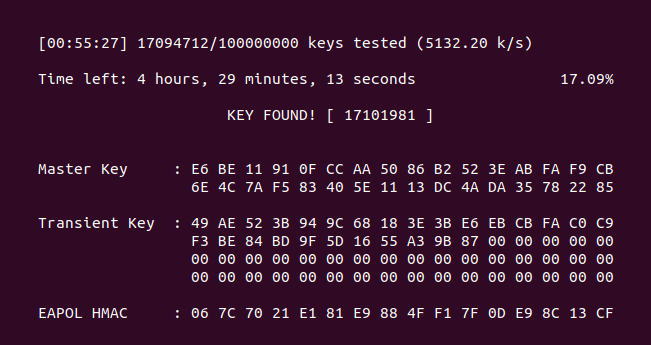 [00:55:27] 17094712/100000000 keys tested (5132.20 k/s)
Time left: 4 hours, 29 minutes, 13 seconds 17.09%
KEY FOUND! [ 17101981 ]
Master Key : E6 BE 11 91 0F CC AA 50 86 B2 52 3E AB FA F9 CB
6E 4C 7A F5 83 40 5E 11 13 DC 4A DA 35 78 22 85
Transient Key : 49 AE 52 3B 94 9C 68 18 3E 3B E6 EB CB FA C0 C9
F3 BE 84 BD 9F 5D 16 55 A3 9B 87 00 00 00 00 00
00 00 00 00 00 00 00 00 00 00 00 00 00 00 00 00
00 00 00 00 00 00 00 00 00 00 00 00 00 00 00 00
EAPOL HMAC : 06 7C 70 21 E1 81 E9 88 4F F1 7F 0D E9 8C 13 CF